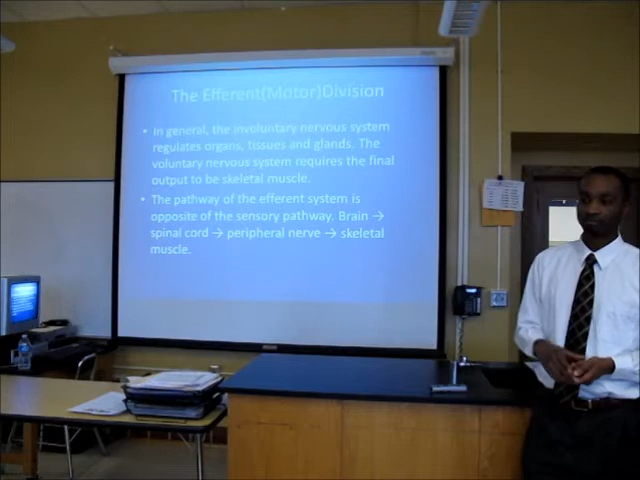 The Efferent(Motor)Division
• In general, the involuntary nervous system
regulates organs, tissues and glands. The
voluntary nervous system requires the final
output to be skeletal muscle.
• The pathway of the efferent system is
opposite of the sensory pathway. Brain →
spinal cord → peripheral nerve → skeletal
muscle.